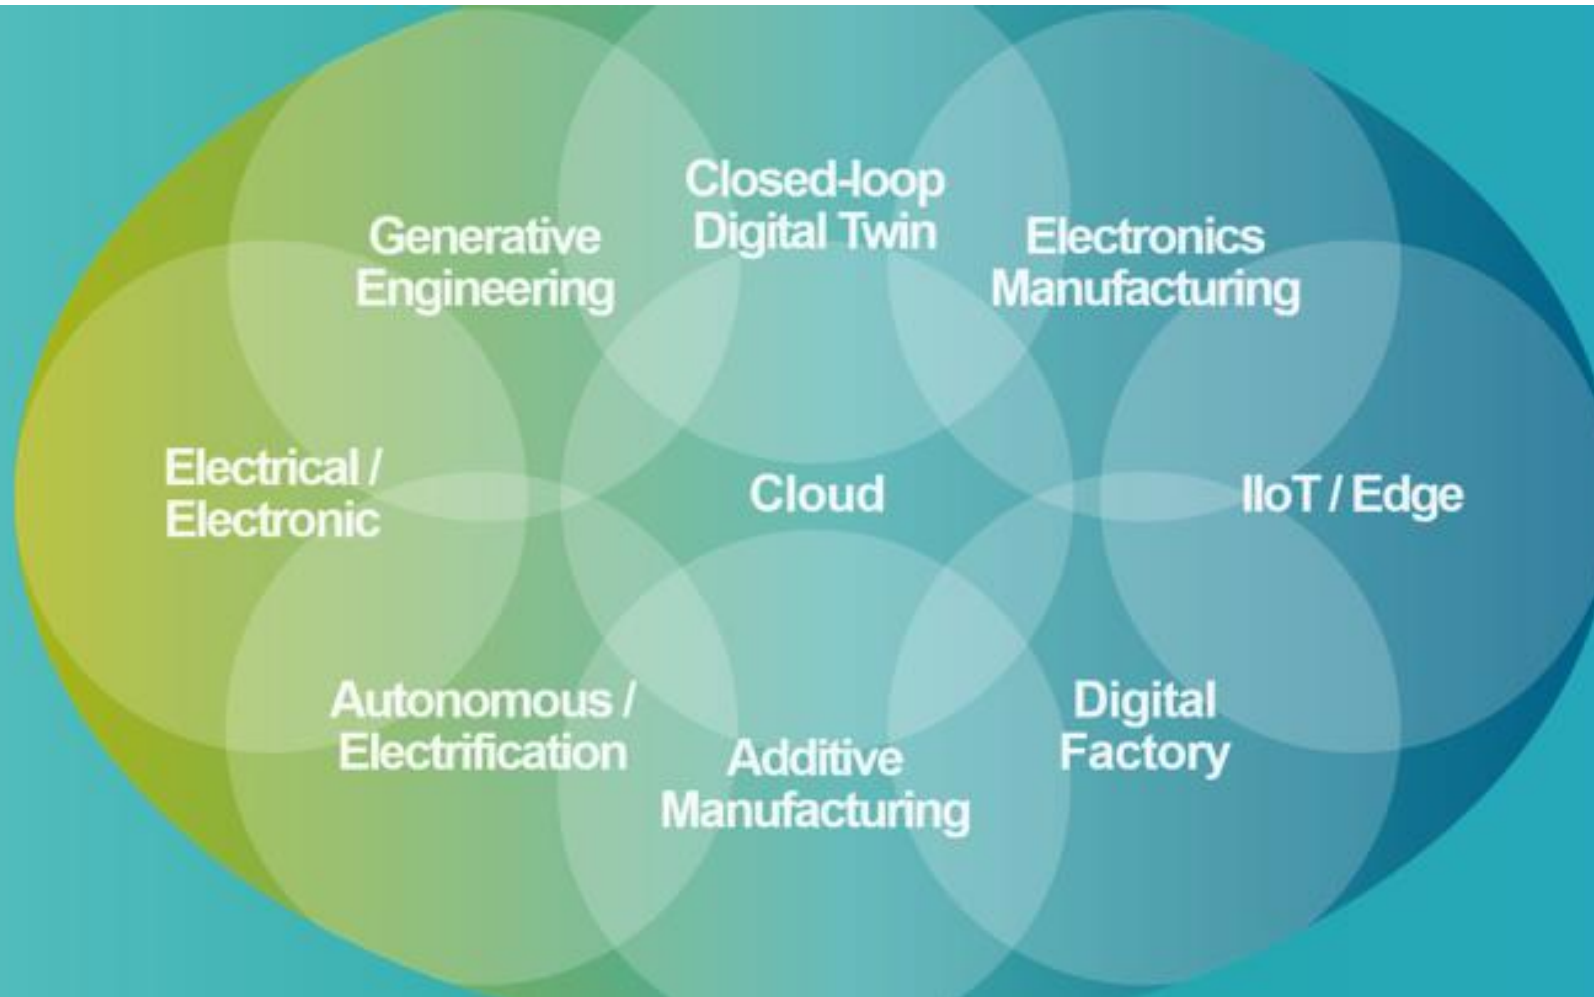 Closed-loop
Digital Twin
Generative
Engineering
Electronics
Manufacturing
Electrical /
Electronic
Cloud
IIoT / Edge
Autonomous /
Electrification
Additive
Manufacturing
Digital
Factory